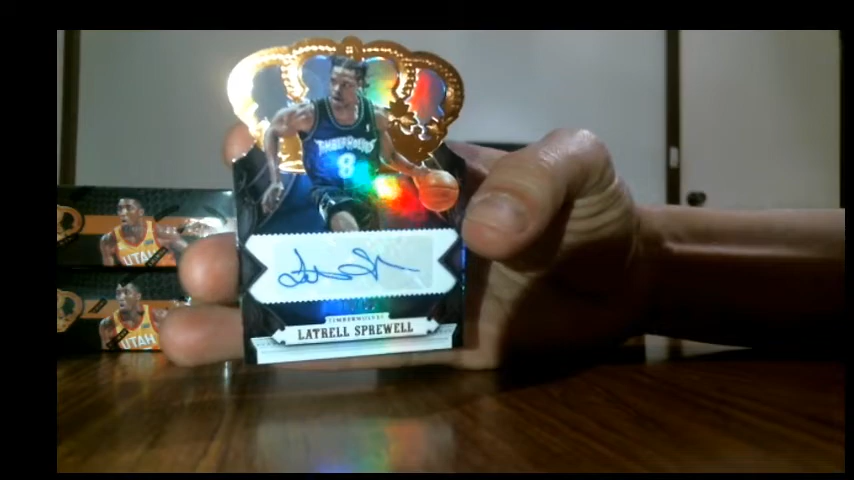 TIMBERWOLVES
8
TIMBERWOLVES
LATRELL SPREWELL
UTAH
UTAH